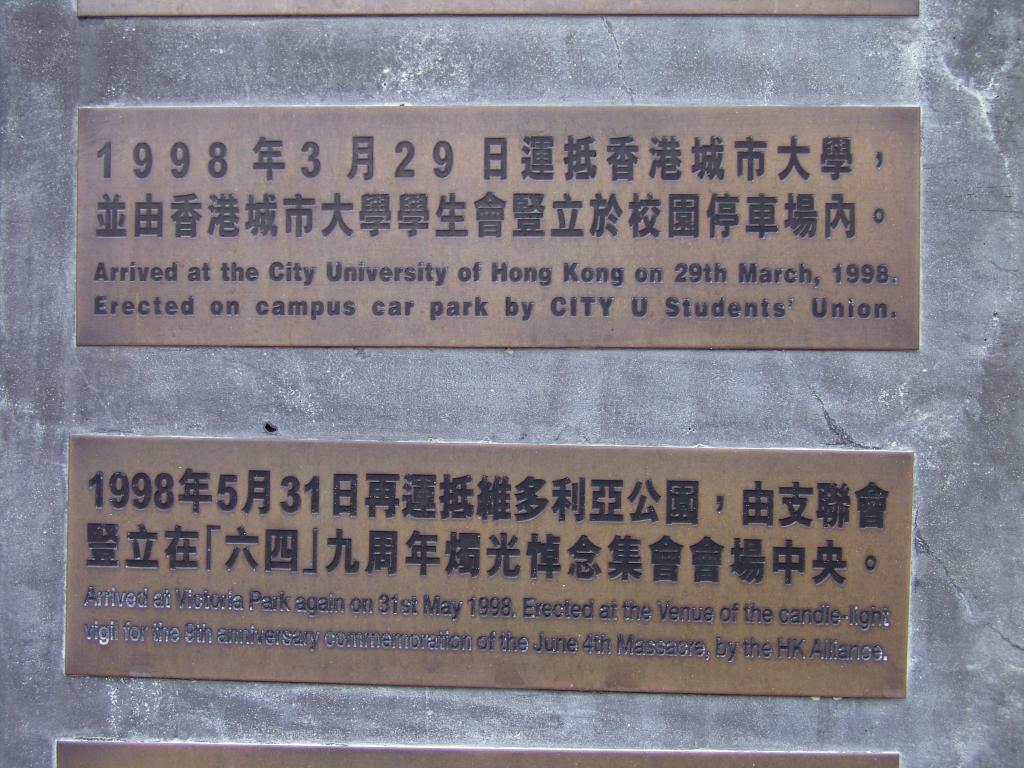 1998年3月29日運抵香港城市大學，
並由香港城市大學學生會豎立於校園停車場內。
Arrived at the City University of Hong Kong on 29th March, 1998.
Erected on campus car park by CITY U Students' Union.
1998年5月31日再運抵維多利亞公園，由支聯會
豎立在「六四」九周年燭光悼念集會會場中央。
Arrived at Victoria Park again on 31st May 1998. Erected at the Venue of the candle-light
vigil for the 9th anniversary commemoration of the June 4th Massacre, by the HK Alliance.